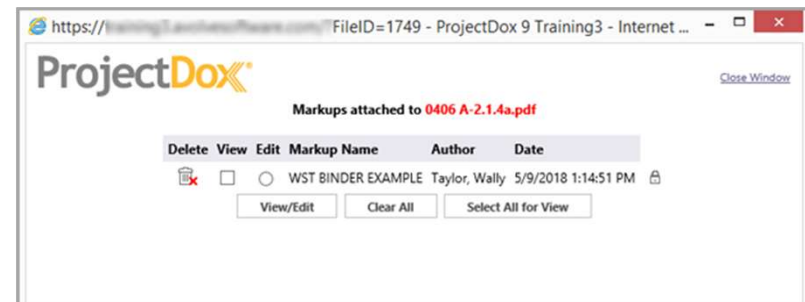 https:// FileID=1749 - ProjectDox 9 Training3 - Internet ...
ProjectDox
Close Window
Markups attached to 0406 A-2.1.4a.pdf
Delete View Edit Markup Name Author Date
WST BINDER EXAMPLE Taylor, Wally 5/9/2018 1:14:51 PM
View/Edit Clear All Select All for View